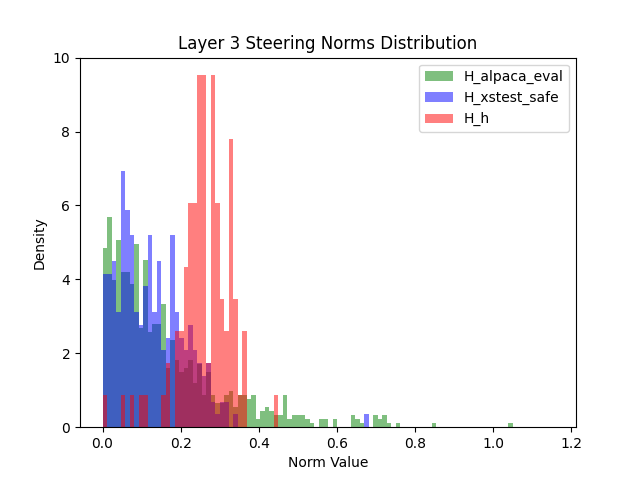 Layer 3 Steering Norms Distribution
H_alpaca_eval
H_xstest_safe
H_h
Density
10
8
6
4
2
0
0.0 0.2 0.4 0.6 0.8 1.0 1.2
Norm Value